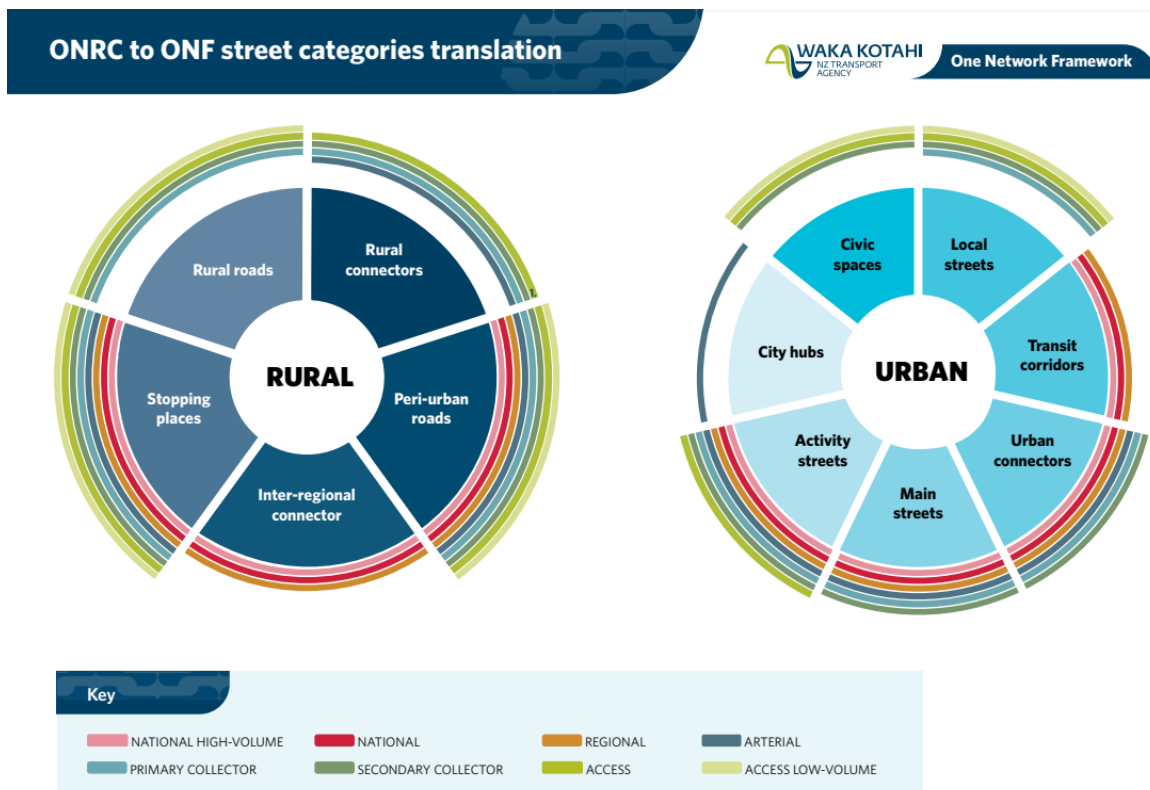 ONRC to ONF street categories translation
WAKA KOTAHI
NZ TRANSPORT
AGENCY
One Network Framework
Rural roads
Rural
connectors
1.
RURAL
Stopping
places
Peri-urban
roads
Inter-regional
connector
Civic
spaces
Local
streets
City hubs
URBAN
Transit
corridors
Activity
streets
Urban
connectors
Main
streets
Key
NATIONAL HIGH-VOLUME
NATIONAL
REGIONAL
ARTERIAL
PRIMARY COLLECTOR
SECONDARY COLLECTOR
ACCESS
ACCESS LOW-VOLUME